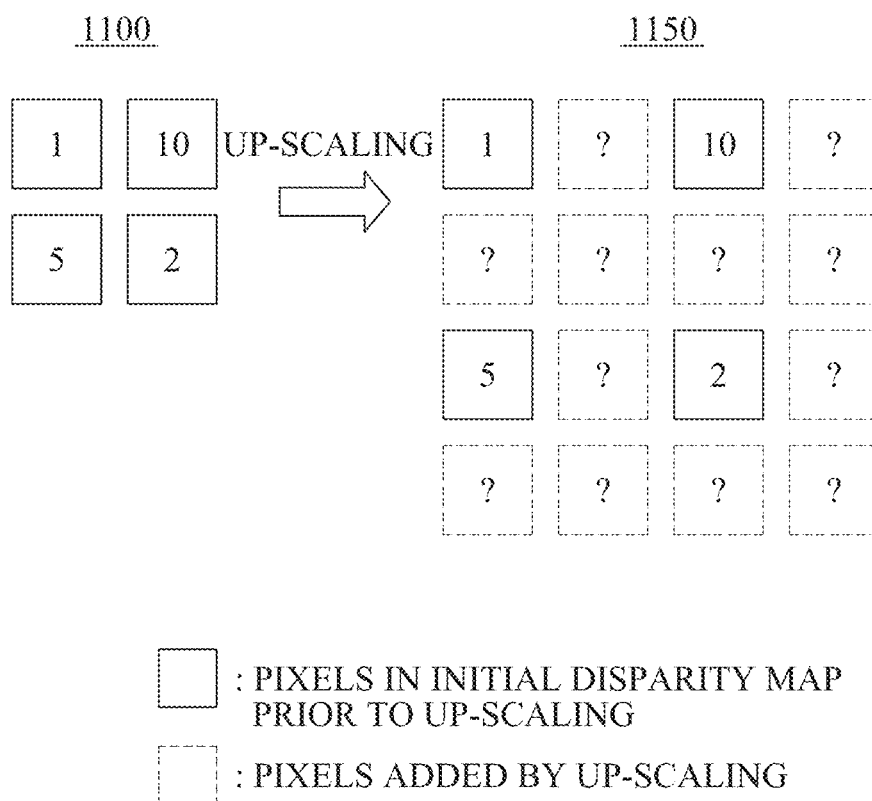 1100 1150
1 10 UP-SCALING 1 ? 10 ?
5 2 ? ? ? ?
5 ? 2 ?
? ? ? ?
: PIXELS IN INITIAL DISPARITY MAP
PRIOR TO UP-SCALING
: PIXELS ADDED BY UP-SCALING